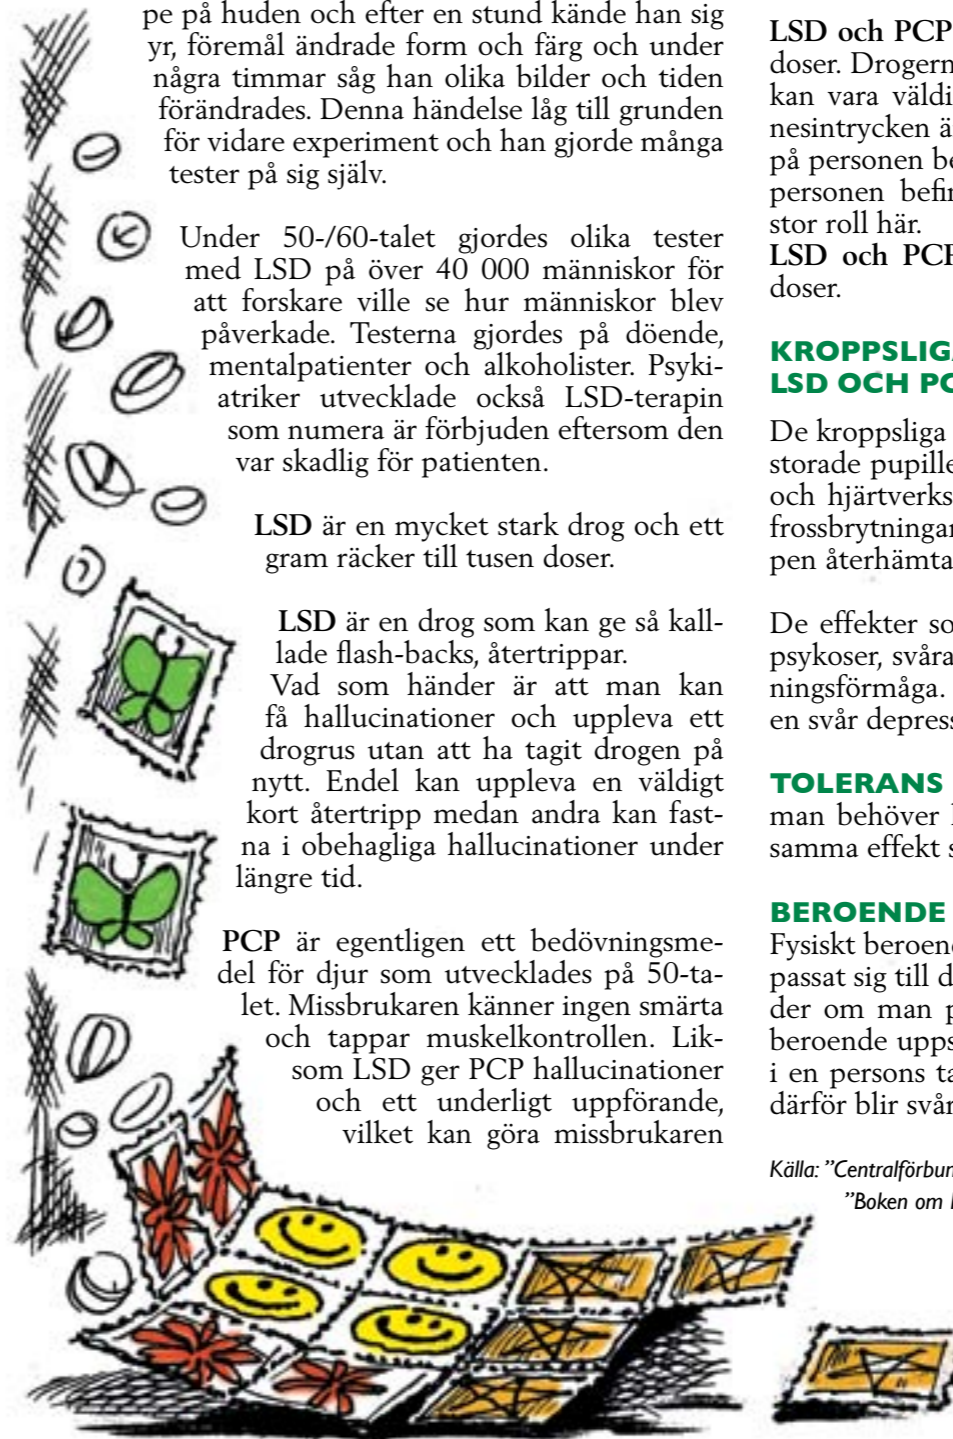 pe på huden och efter en stund kände han sig
yr, föremål ändrade form och färg och under
några timmar såg han olika bilder och tiden
förändrades. Denna händelse låg till grunden
för vidare experiment och han gjorde många
tester på sig själv.
Under 50-/60-talet gjordes olika tester
med LSD på över 40 000 människor för
att forskare ville se hur människor blev
påverkade. Testerna gjordes på döende,
mentalpatienter och alkoholister. Psyki-
atriker utvecklade också LSD-terapin
som numera är förbjuden eftersom den
var skadlig för patienten.
LSD är en mycket stark drog och ett
gram räcker till tusen doser.
LSD är en drog som kan ge så kall-
lade flash-backs, återtrippar.
Vad som händer är att man kan
få hallucinationer och uppleva ett
drogrus utan att ha tagit drogen på
nytt. Endel kan uppleva en väldigt
kort återtripp medan andra kan fast-
na i obehagliga hallucinationer under
längre tid.
PCP är egentligen ett bedövningsme-
del för djur som utvecklades på 50-ta-
let. Missbrukaren känner ingen smärta
och tappar muskelkontrollen. Lik-
som LSD ger PCP hallucinationer
och ett underligt uppförande,
vilket kan göra missbrukaren
LSD och PCP
doser. Drogern
kan vara väldi
nesintrycken ä
på personen be
personen befi
stor roll här.
LSD och PCP
doser.
KROPPSLIGA
LSD OCH PC
De kroppsliga
storade pupille
och hjärtverks
frossbrytningar
pen återhämta
De effekter so
psykoser, svåra
ningsförmåga.
en svår depress
TOLERANS
man behöver
samma effekt s
BEROENDE
Fysiskt beroend
passat sig till d
der om man p
beroende upps
i en persons ta
därför blir svår
Källa: ”Centralförbun
”Boken om